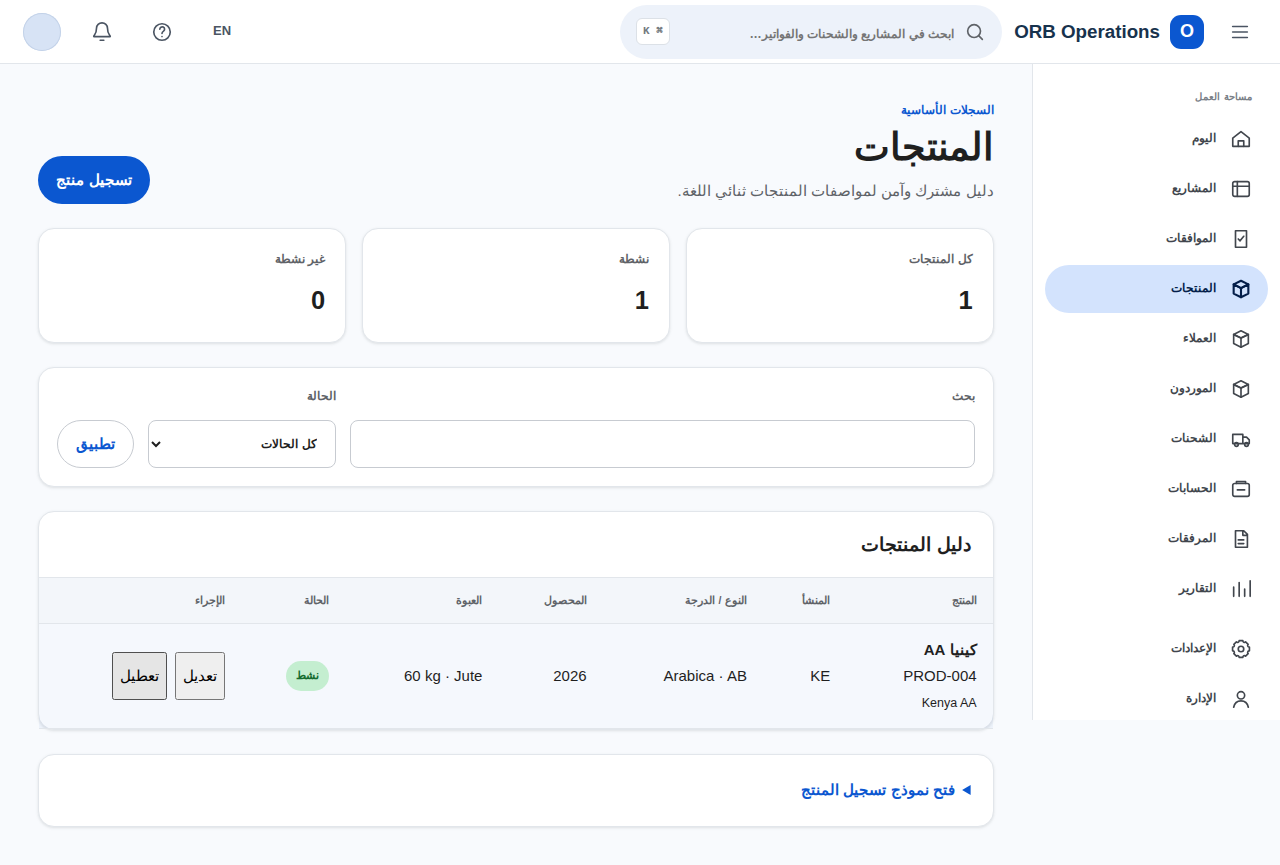 O
ORB Operations
ابحث في المشاريع والشحنات والفواتير...
⌘ K
EN
مساحة العمل
اليوم
المشاريع
الموافقات
المنتجات
العملاء
الموردون
الشحنات
الحسابات
المرفقات
التقارير
الإعدادات
الإدارة
السجلات الأساسية
المنتجات
دليل مشترك وآمن لمواصفات المنتجات ثنائي اللغة.
تسجيل منتج
كل المنتجات
1
نشطة
1
غير نشطة
0
بحث
الحالة
كل الحالات
تطبيق
دليل المنتجات
المنتج المنشأ النوع / الدرجة المحصول العبوة الحالة الإجراء
كينيا AA
PROD-004 KE Arabica · AB 2026 60 kg · Jute نشط تعديل تعطيل
Kenya AA
فتح نموذج تسجيل المنتج